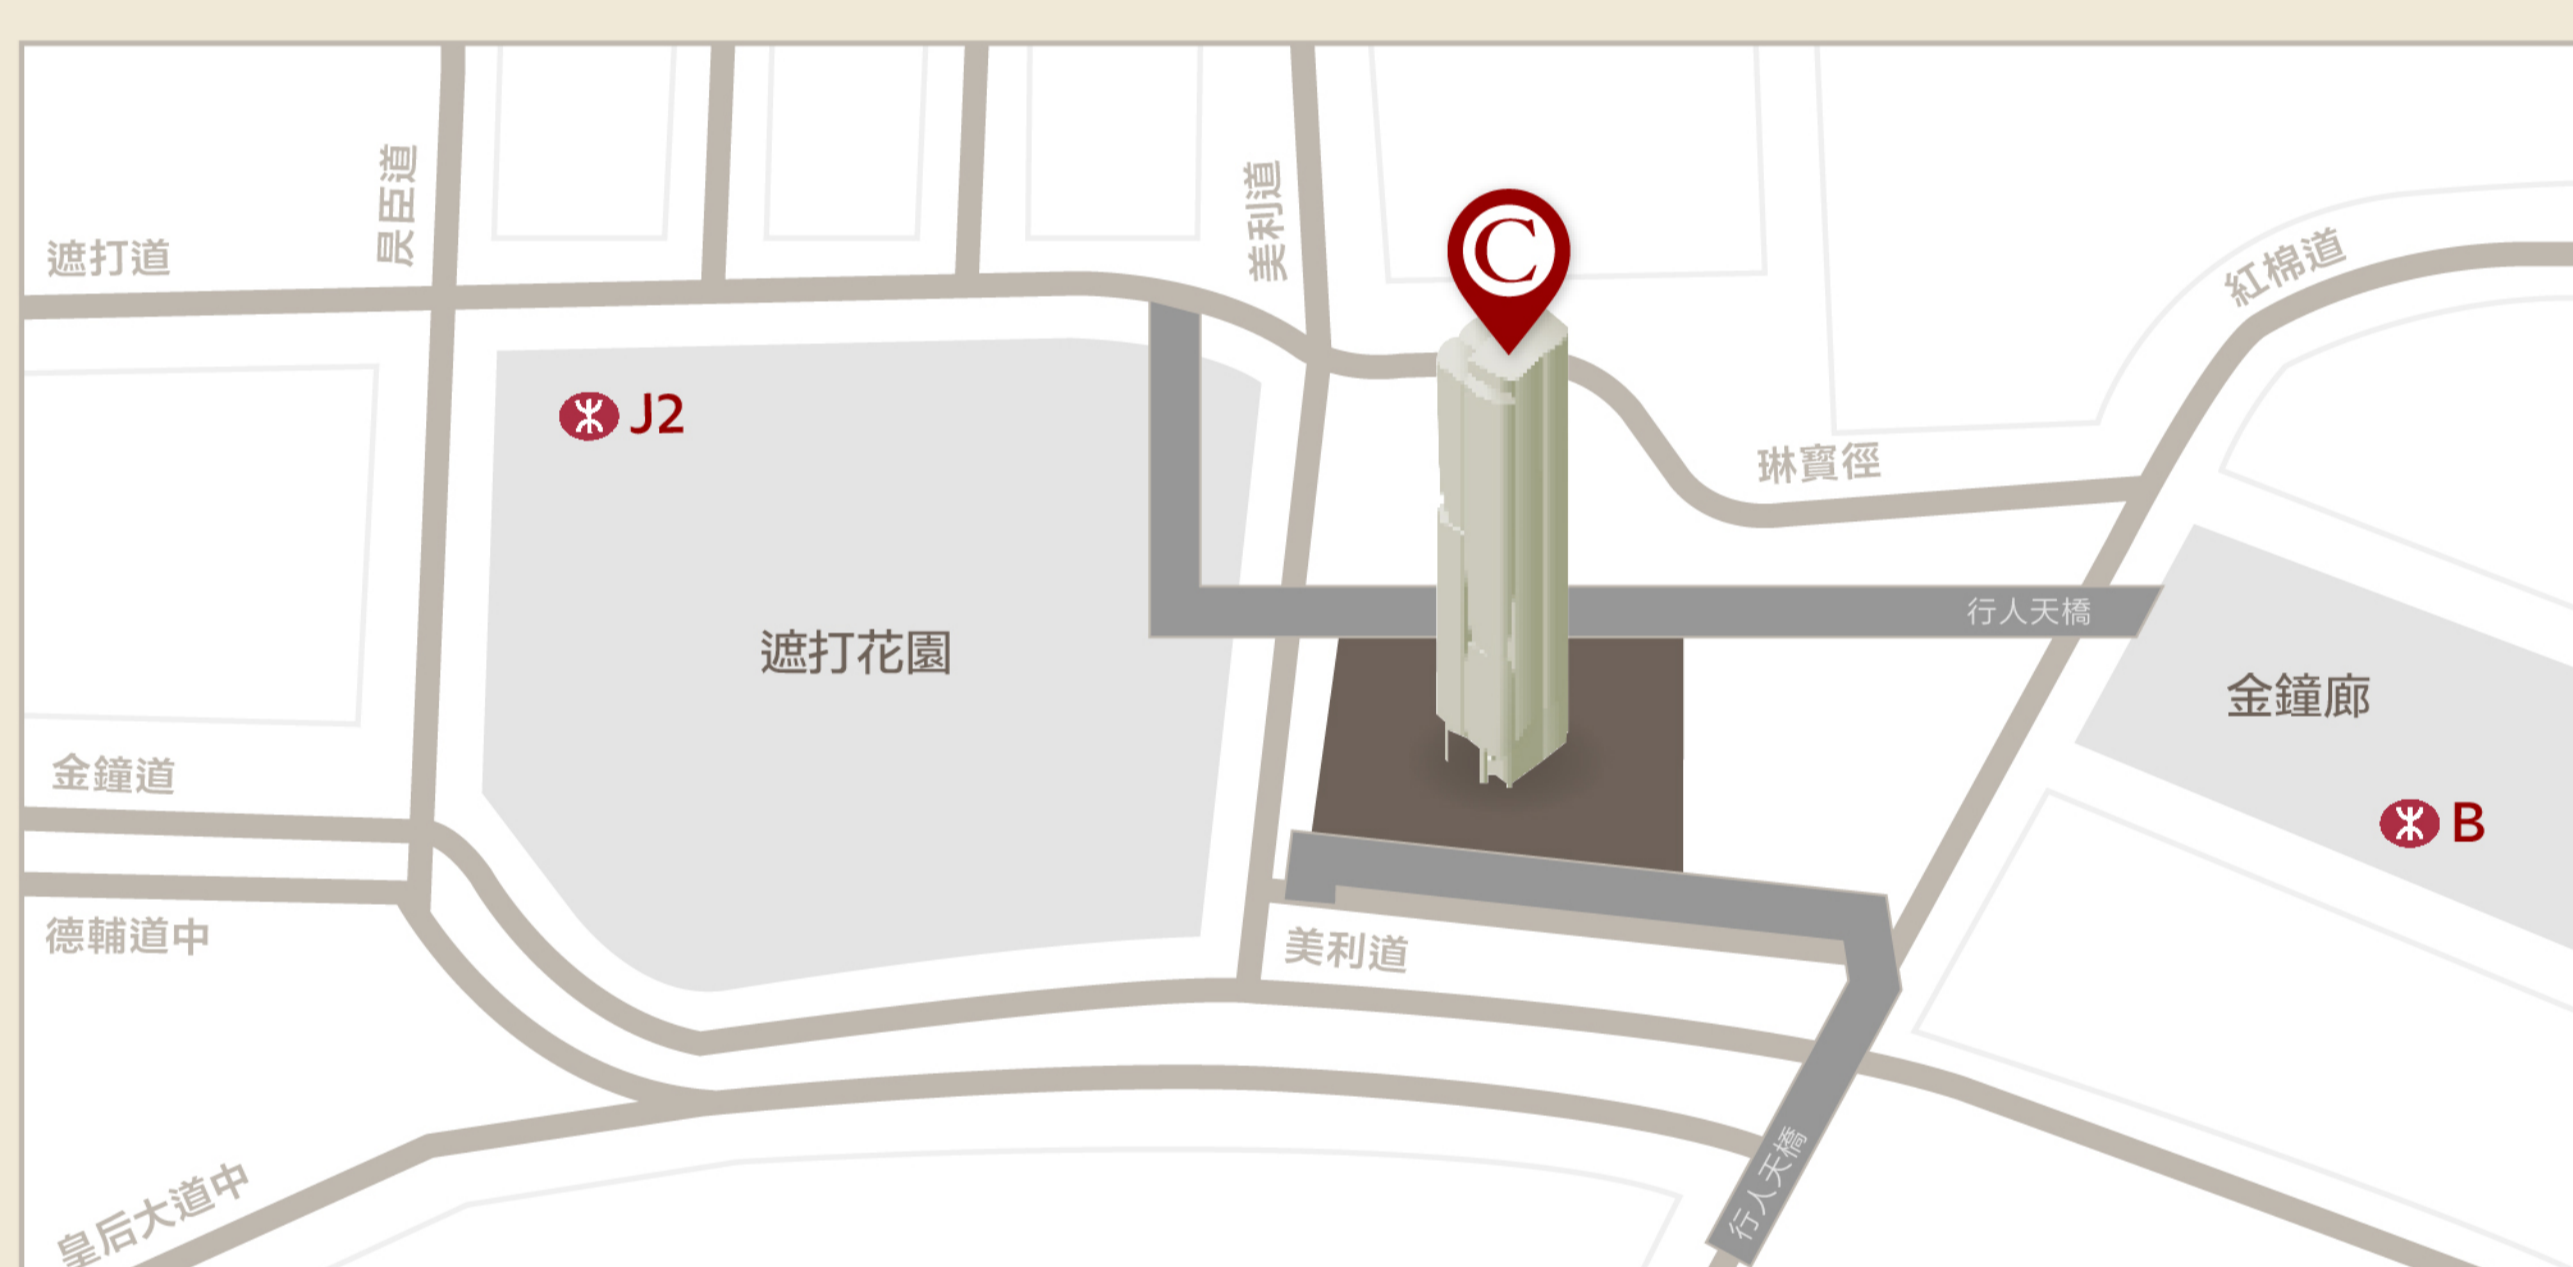 昃臣道
美利道
遮打道
C
紅棉道
J2
琳寶徑
行人天橋
遮打花園
金鐘廊
金鐘道
B
德輔道中
美利道
行人天橋
皇后大道中